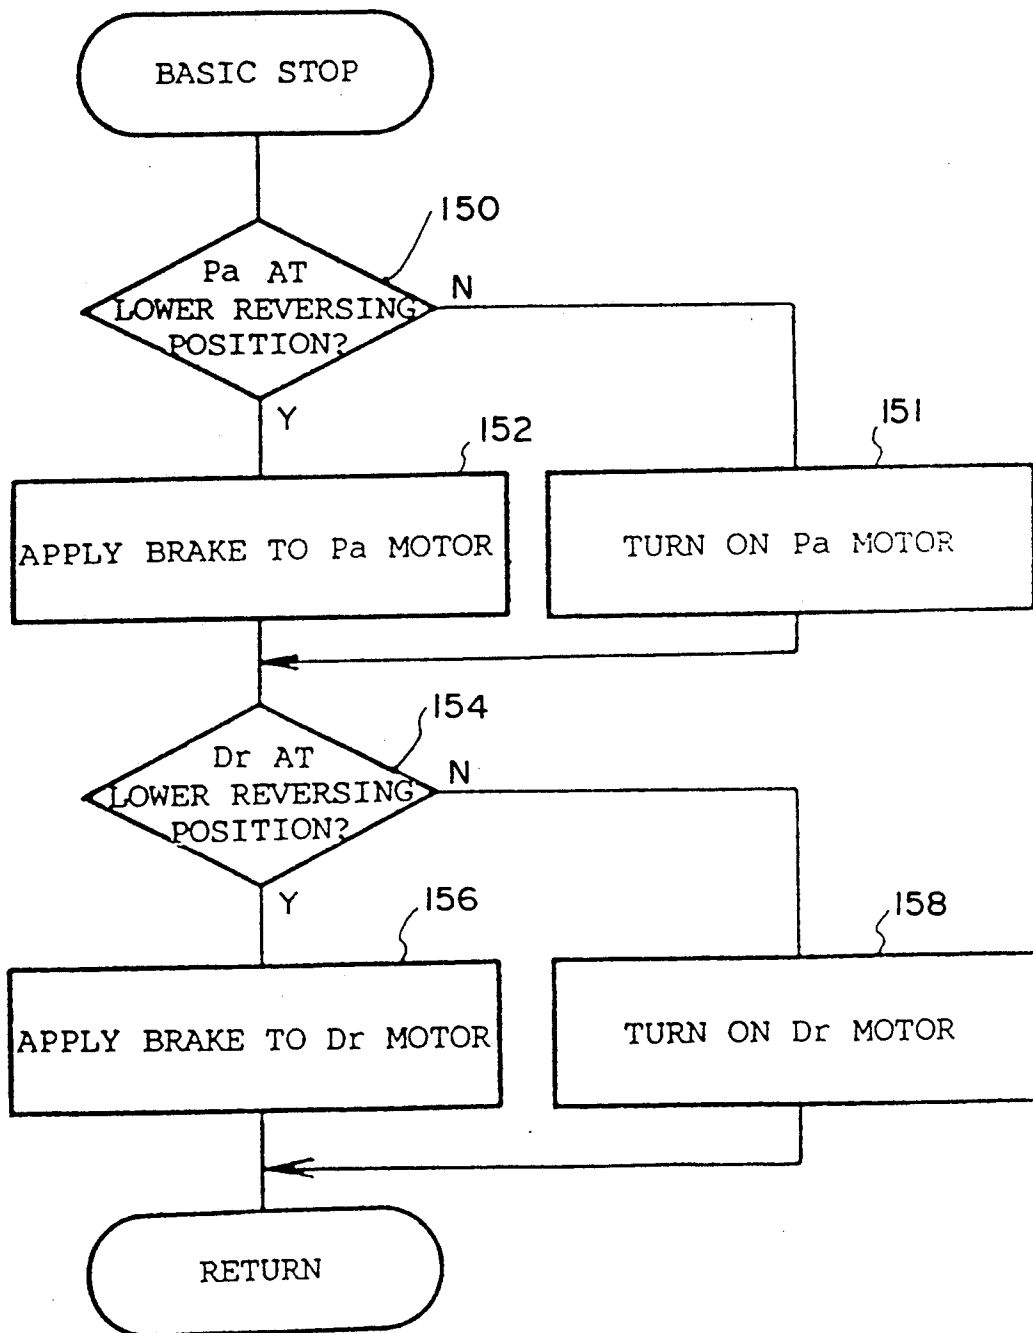 BASIC STOP
150
Pa AT
LOWER REVERSING
POSITION?
N
Y
152
151
APPLY BRAKE TO Pa MOTOR
TURN ON Pa MOTOR
154
Dr AT
LOWER REVERSING
POSITION?
N
Y
156
158
APPLY BRAKE TO Dr MOTOR
TURN ON Dr MOTOR
RETURN